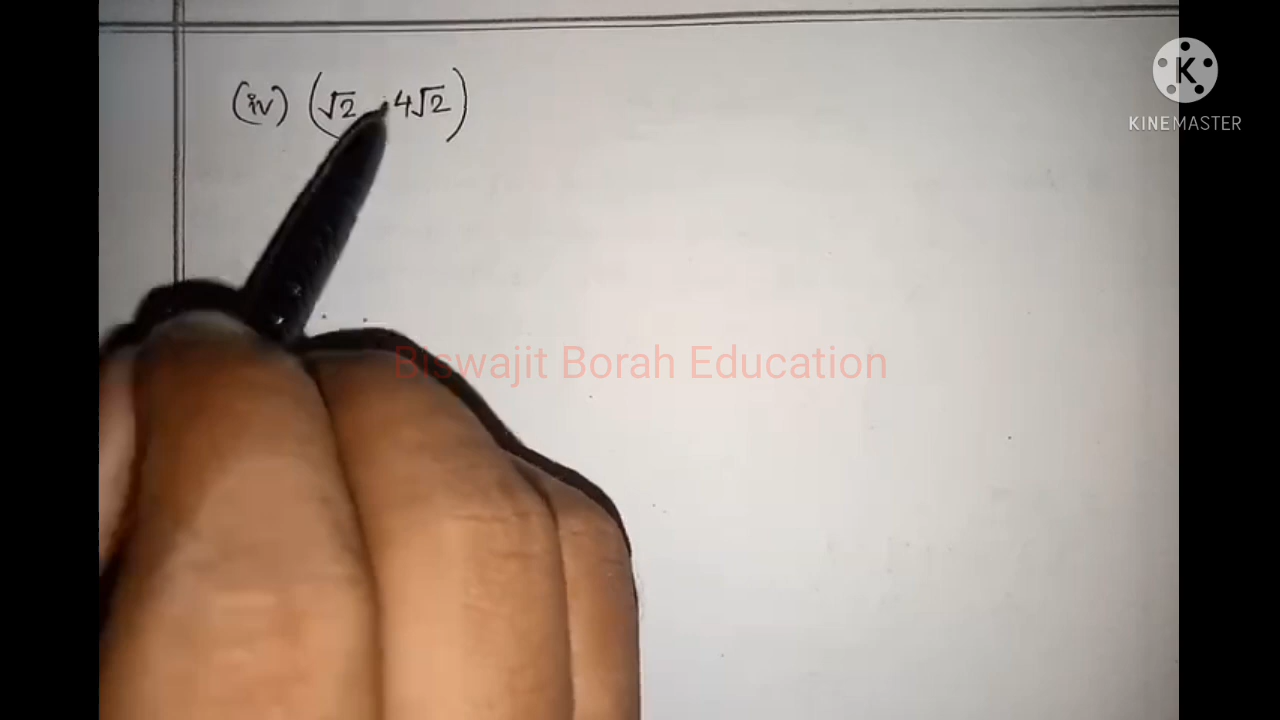 (iv) (√2 , 4√2)
KINEMASTER
Biswajit Borah Education